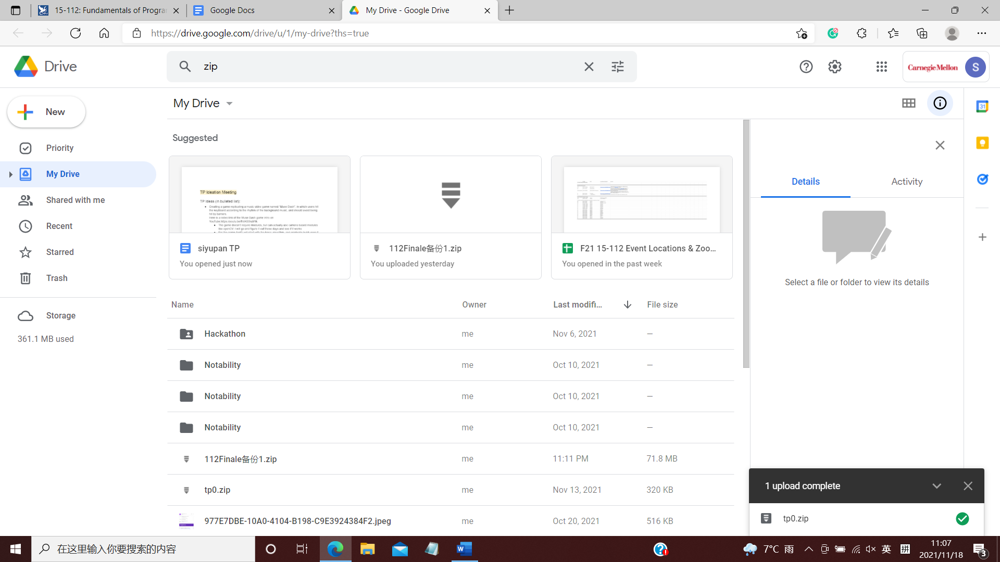 15-112: Fundamentals of Progra
Google Docs
My Drive - Google Drive
https://drive.google.com/drive/u/1/my-drive?ths=true
Drive
zip
Carnegie Mellon
S
New
My Drive
Priority
My Drive
Shared with me
Recent
Starred
Trash
Storage
361.1 MB used
Suggested
TP Ideation Meeting
TP Ideas (in bulleted list):
siyupan TP
You opened just now
112Finale备份1.zip
You uploaded yesterday
F21 15-112 Event Locations & Zoo...
You opened in the past week
Name Owner Last modifi... File size
Hackathon me Nov 6, 2021 —
Notability me Oct 10, 2021 —
Notability me Oct 10, 2021 —
Notability me Oct 10, 2021 —
112Finale备份1.zip me 11:11 PM 71.8 MB
tp0.zip me Nov 13, 2021 320 KB
977E7DBE-10A0-4104-B198-C9E3924384F2.jpeg me Oct 20, 2021 516 KB
Details
Activity
Select a file or folder to view its details
31
1 upload complete
tp0.zip
在这里输入你要搜索的内容
7°C 雨
英
拼
11:07
2021/11/18
3